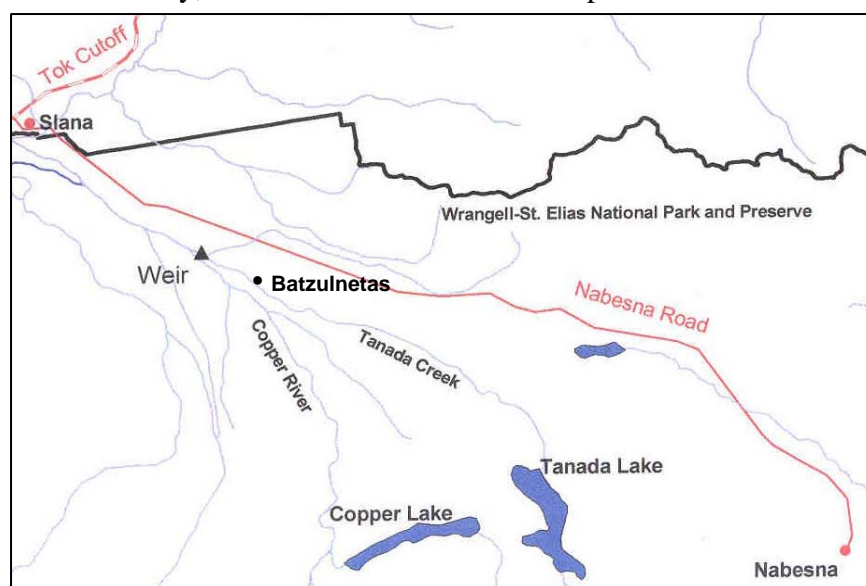 Tok Cutoff
Slana
Wrangell-St. Elias National Park and Preserve
Weir
Batzulnetas
Nabesna Road
Copper River
Tanada Creek
Tanada Lake
Copper Lake
Nabesna